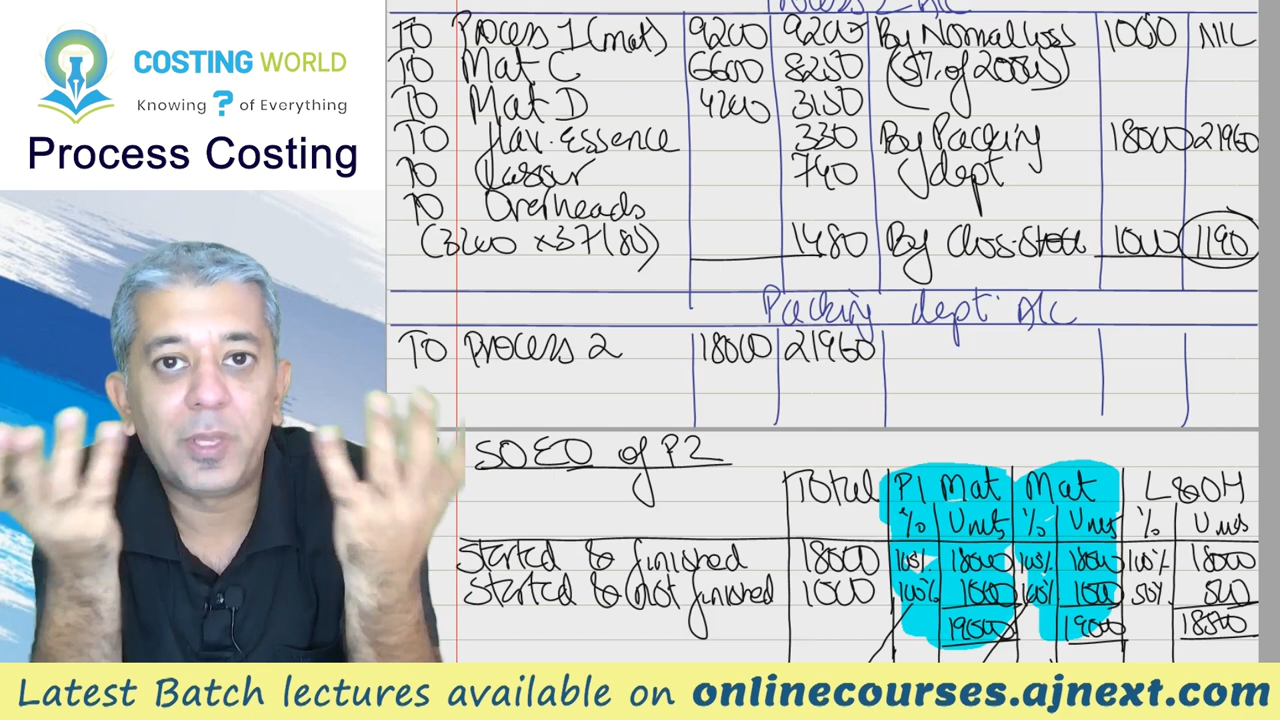 COSTING WORLD
Knowing ? of Everything
Process Costing
To Process 1 (mat) 9200 9200 By Normal loss 1000 NIL
To Mat C 6600 8250 (5% of 20000)
To Mat D 4200 3150
To flav. Essence 330 By Packing 18000 21960
To Labour 740 dept
To Overheads
(3200 x 37/80) 1480 By Clos. Stock 1000 1190
Packing dept. A/c
To Process 2 18000 21960
SOEO of P2
Total P1 Mat Mat L&OH
% Units % Units % Units
Started & finished 18000 100% 18000 100% 18000 100% 18000
Started & not finished 1000 100% 1000 100% 1000 50% 500
19000 19000 18500
Latest Batch lectures available on onlinecourses.ajnext.com